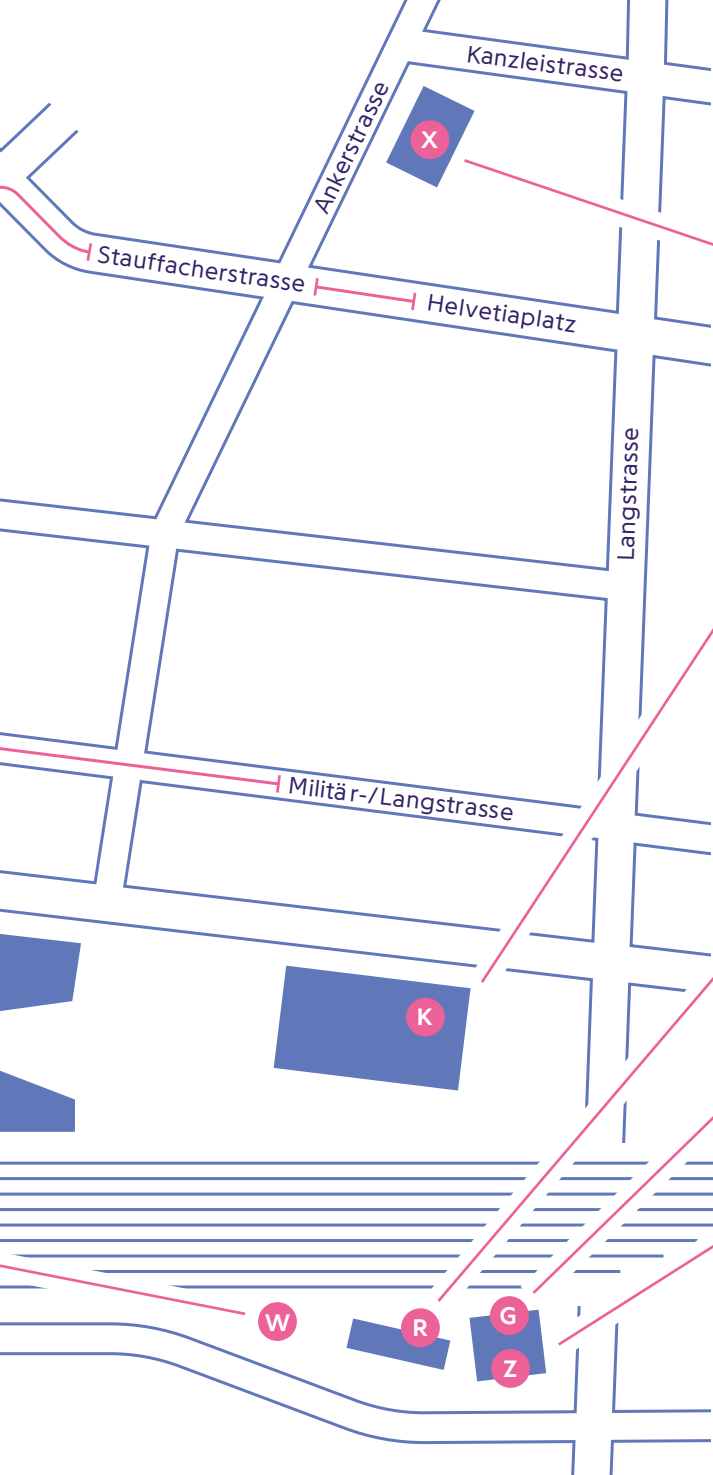 Kanzleistrasse
Ankerstrasse
X
Stauffacherstrasse
Helvetiaplatz
Langstrasse
Militär-/Langstrasse
K
W
R
G
Z